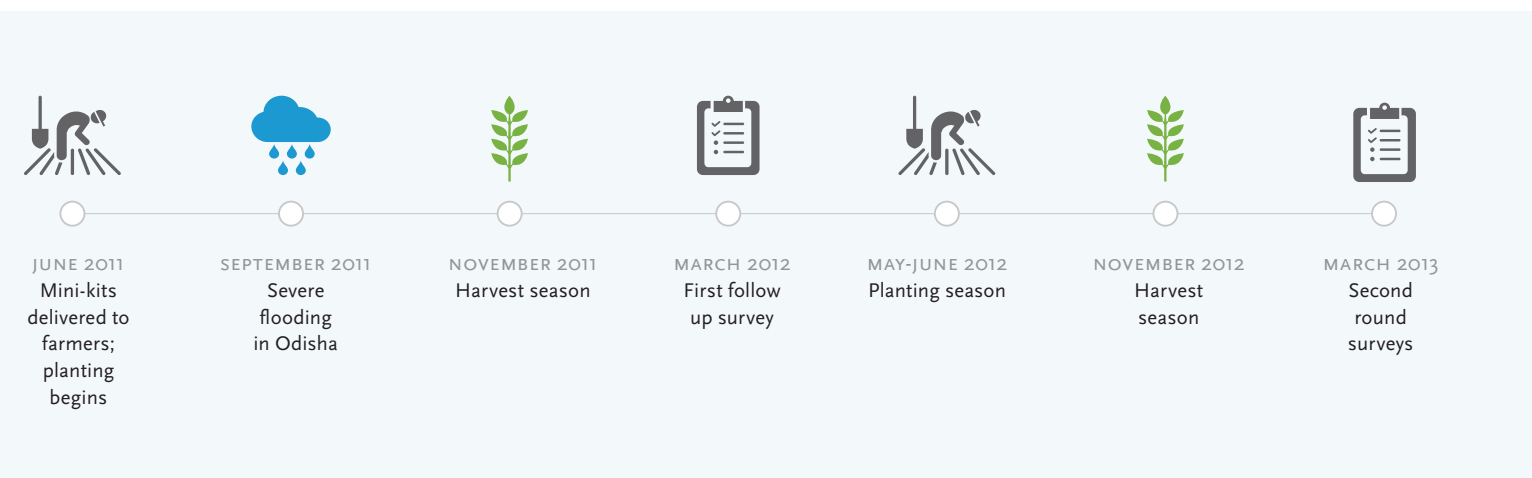 JUNE 2011
Mini-kits
delivered to
farmers;
planting
begins
SEPTEMBER 2011
Severe
flooding
in Odisha
NOVEMBER 2011
Harvest season
MARCH 2012
First follow
up survey
MAY-JUNE 2012
Planting season
NOVEMBER 2012
Harvest
season
MARCH 2013
Second
round
surveys